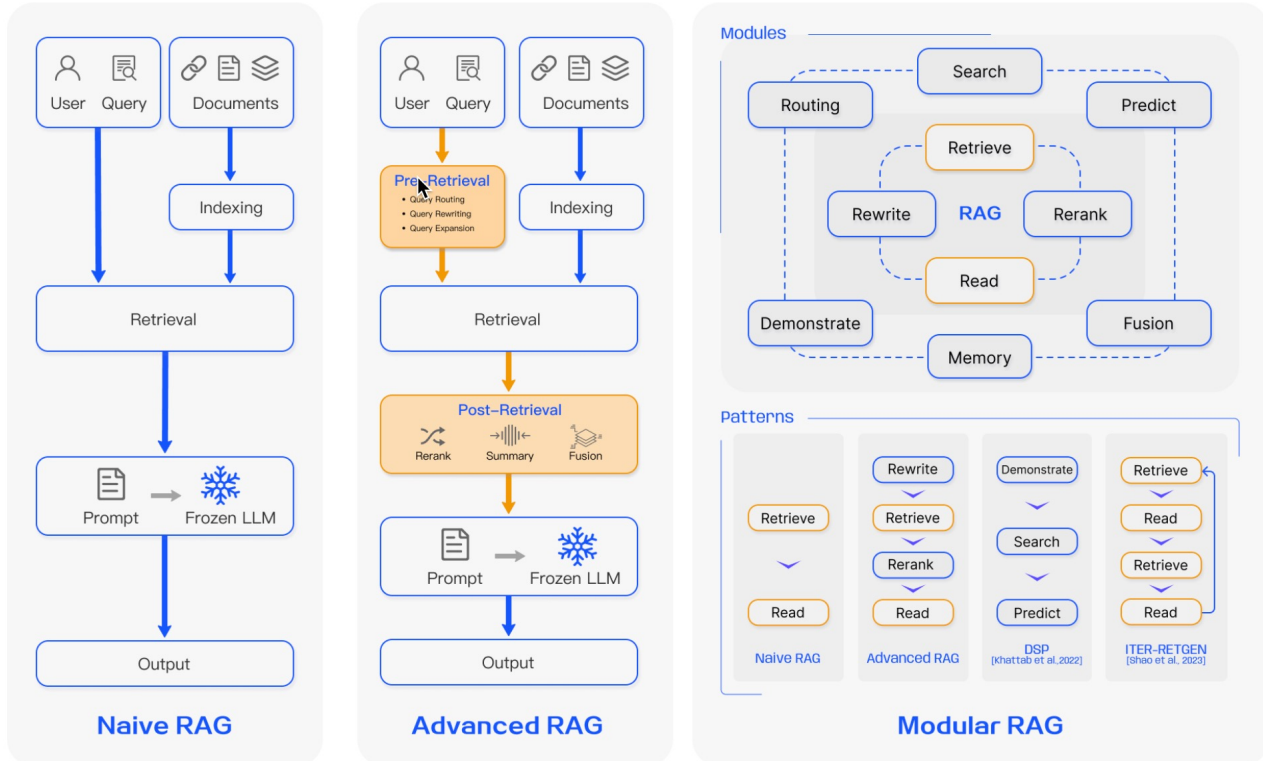 User Query
Documents
Indexing
Retrieval
Prompt
Frozen LLM
Output
Naive RAG
User Query
Documents
Pre-Retrieval
• Query Routing
• Query Rewriting
• Query Expansion
Indexing
Retrieval
Post-Retrieval
Rerank
Summary
Fusion
Prompt
Frozen LLM
Output
Advanced RAG
Modules
Search
Routing
Predict
Retrieve
Rewrite
RAG
Rerank
Read
Demonstrate
Fusion
Memory
Patterns
Retrieve
Read
Naive RAG
Rewrite
Retrieve
Rerank
Read
Advanced RAG
Demonstrate
Search
Predict
DSP
[Khattab et al.,2022]
Retrieve
Read
Retrieve
Read
ITER-RETGEN
[Shao et al., 2023]
Modular RAG